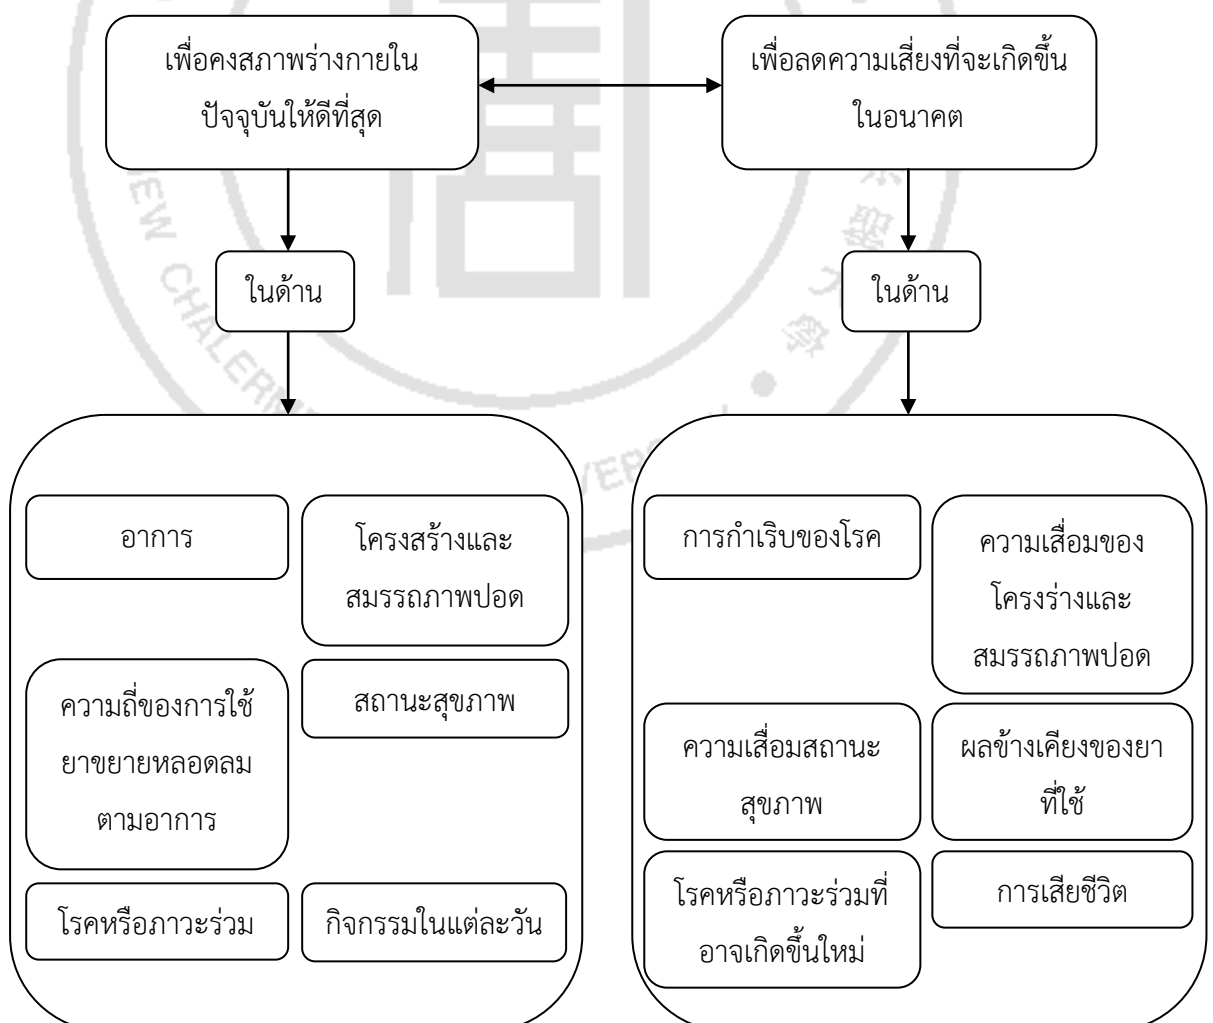 เพื่อคงสภาพร่างกายใน
ปัจจุบันให้ดีที่สุด
เพื่อลดความเสี่ยงที่จะเกิดขึ้น
ในอนาคต
ในด้าน
ในด้าน
อาการ
โครงสร้างและ
สมรรถภาพปอด
ความถี่ของการใช้
ยาขยายหลอดลม
ตามอาการ
สถานะสุขภาพ
โรคหรือภาวะร่วม
กิจกรรมในแต่ละวัน
การกำเริบของโรค
ความเสื่อมของ
โครงร่างและ
สมรรถภาพปอด
ความเสื่อมสถานะ
สุขภาพ
ผลข้างเคียงของยา
ที่ใช้
โรคหรือภาวะร่วมที่
อาจเกิดขึ้นใหม่
การเสียชีวิต